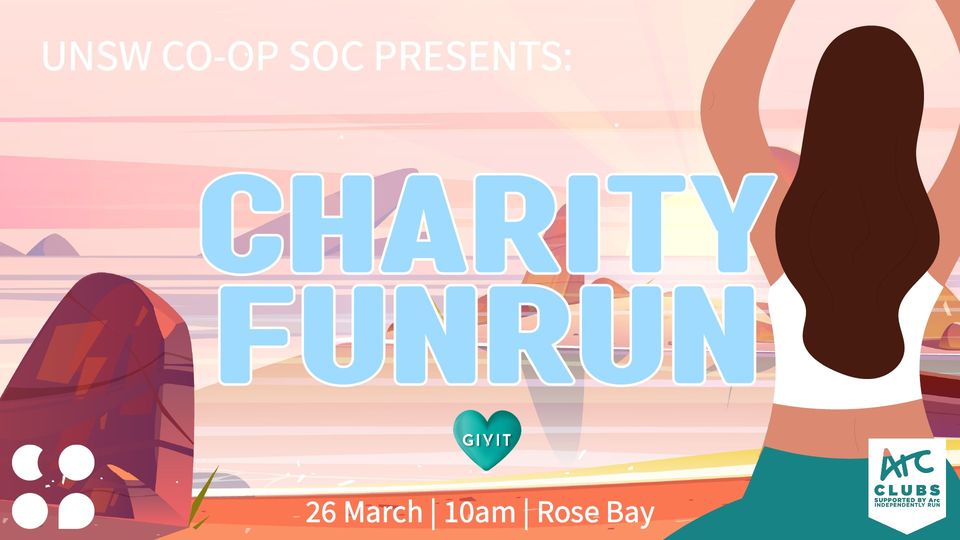 UNSW CO-OP SOC PRESENTS:
CHARITY
FUNRUN
GIVIT
26 March | 10am | Rose Bay
Arc
CLUBS
SUPPORTED BY Arc
INDEPENDENTLY RUN